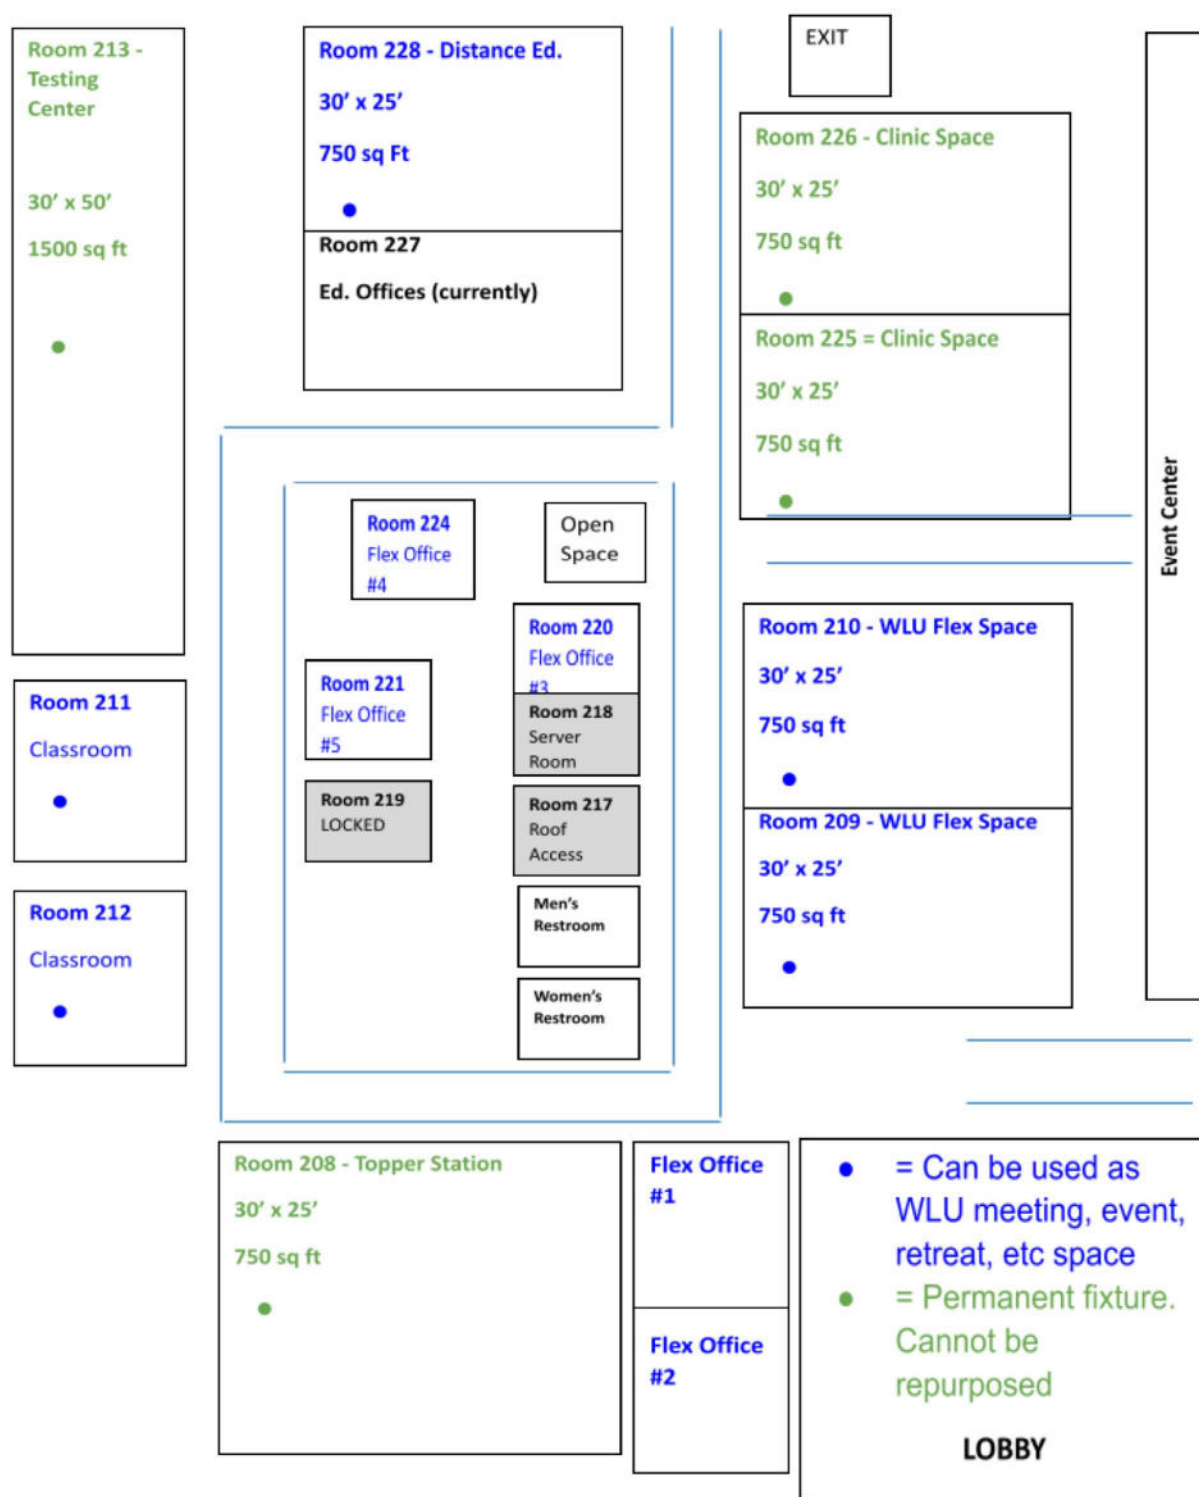 Room 213 -
Testing
Center
30’ x 50’
1500 sq ft
Room 228 - Distance Ed.
30’ x 25’
750 sq Ft
Room 227
Ed. Offices (currently)
EXIT
Room 226 - Clinic Space
30’ x 25’
750 sq ft
Room 225 = Clinic Space
30’ x 25’
750 sq ft
Event Center
Room 224
Flex Office
#4
Open
Space
Room 220
Flex Office
#3
Room 221
Flex Office
#5
Room 218
Server
Room
Room 219
LOCKED
Room 217
Roof
Access
Men’s
Restroom
Women’s
Restroom
Room 210 - WLU Flex Space
30’ x 25’
750 sq ft
Room 209 - WLU Flex Space
30’ x 25’
750 sq ft
Room 211
Classroom
Room 212
Classroom
Room 208 - Topper Station
30’ x 25’
750 sq ft
Flex Office
#1
Flex Office
#2
= Can be used as
WLU meeting, event,
retreat, etc space
= Permanent fixture.
Cannot be
repurposed
LOBBY